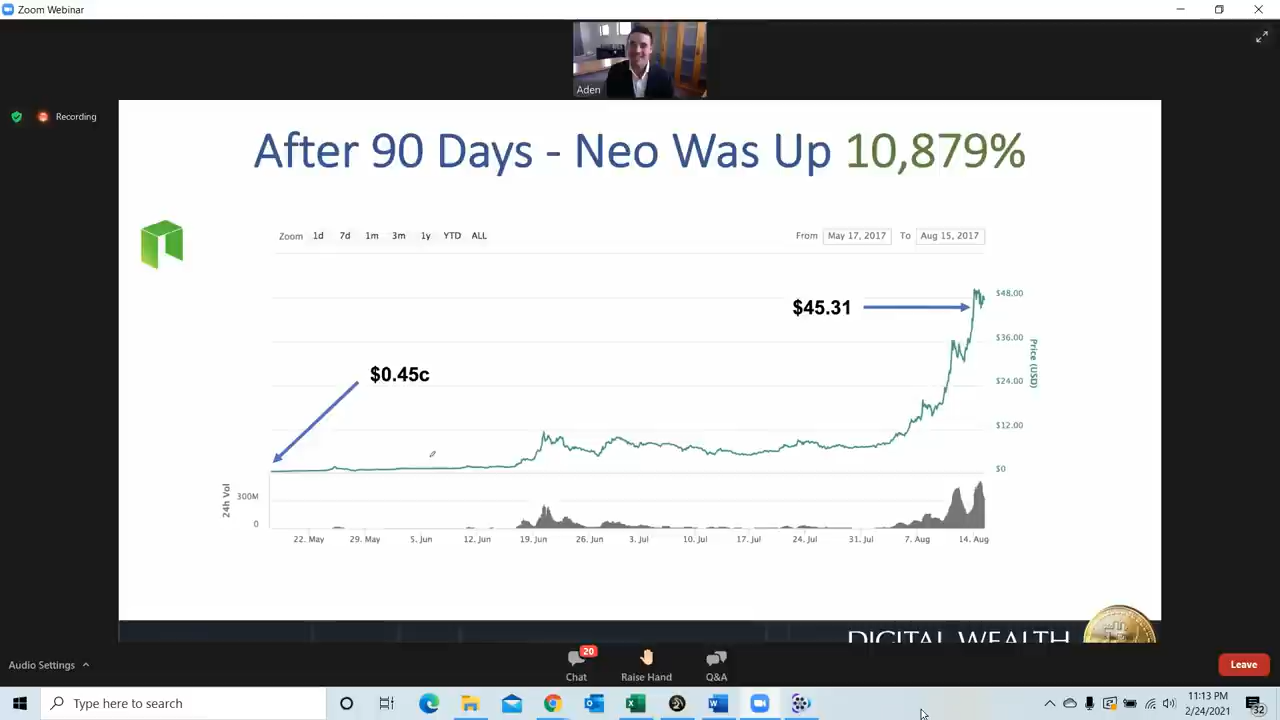 Zoom Webinar
Aden
Recording
After 90 Days - Neo Was Up 10,879%
Zoom 1d 7d 1m 3m 1y YTD ALL
From May 17, 2017 To Aug 15, 2017
$48.00
$45.31
$36.00
Price (USD)
$0.45c
$24.00
$12.00
$0
24h Vol
300M
0
22. May 29. May 5. Jun 12. Jun 19. Jun 26. Jun 3. Jul 10. Jul 17. Jul 24. Jul 31. Jul 7. Aug 14. Aug
DIGITAL WEALTH
Audio Settings
20
Chat
Raise Hand
Q&A
Leave
Type here to search
11:13 PM
2/24/2021
32